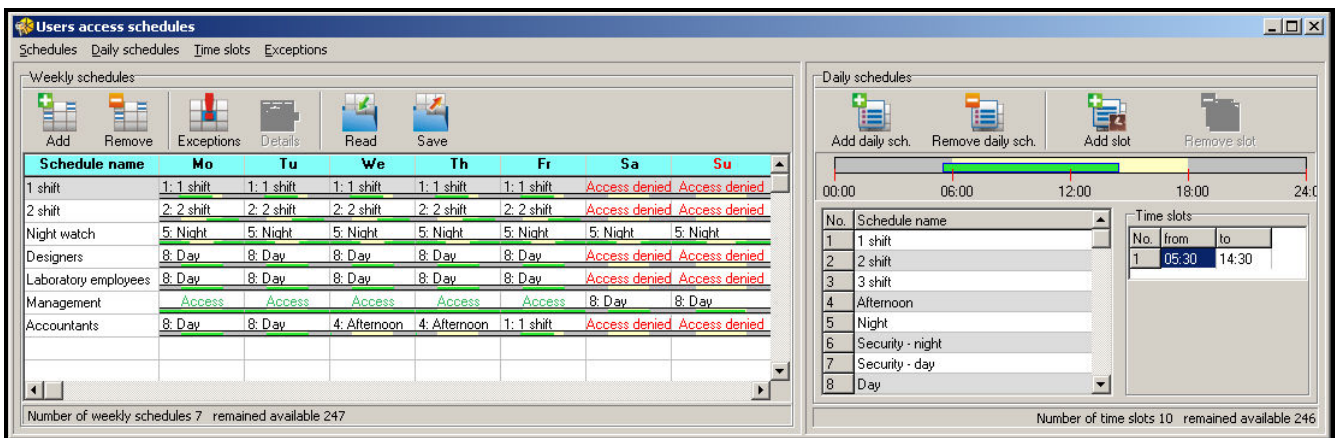 Users access schedules
Schedules Daily schedules Time slots Exceptions
Weekly schedules
Add Remove Exceptions Details Read Save
Schedule name Mo Tu We Th Fr Sa Su
1 shift 1: 1 shift 1: 1 shift 1: 1 shift 1: 1 shift 1: 1 shift Access denied Access denied
2 shift 2: 2 shift 2: 2 shift 2: 2 shift 2: 2 shift 2: 2 shift Access denied Access denied
Night watch 5: Night 5: Night 5: Night 5: Night 5: Night 5: Night 5: Night
Designers 8: Day 8: Day 8: Day 8: Day 8: Day Access denied Access denied
Laboratory employees 8: Day 8: Day 8: Day 8: Day 8: Day Access denied Access denied
Management Access Access Access Access Access 8: Day 8: Day
Accountants 8: Day 8: Day 4: Afternoon 4: Afternoon 1: 1 shift Access denied Access denied
Number of weekly schedules 7 remained available 247
Daily schedules
Add daily sch. Remove daily sch. Add slot Remove slot
00:00 06:00 12:00 18:00 24:0
No. Schedule name
1 1 shift
2 2 shift
3 3 shift
4 Afternoon
5 Night
6 Security - night
7 Security - day
8 Day
Time slots
No. from to
1 05:30 14:30
Number of time slots 10 remained available 246